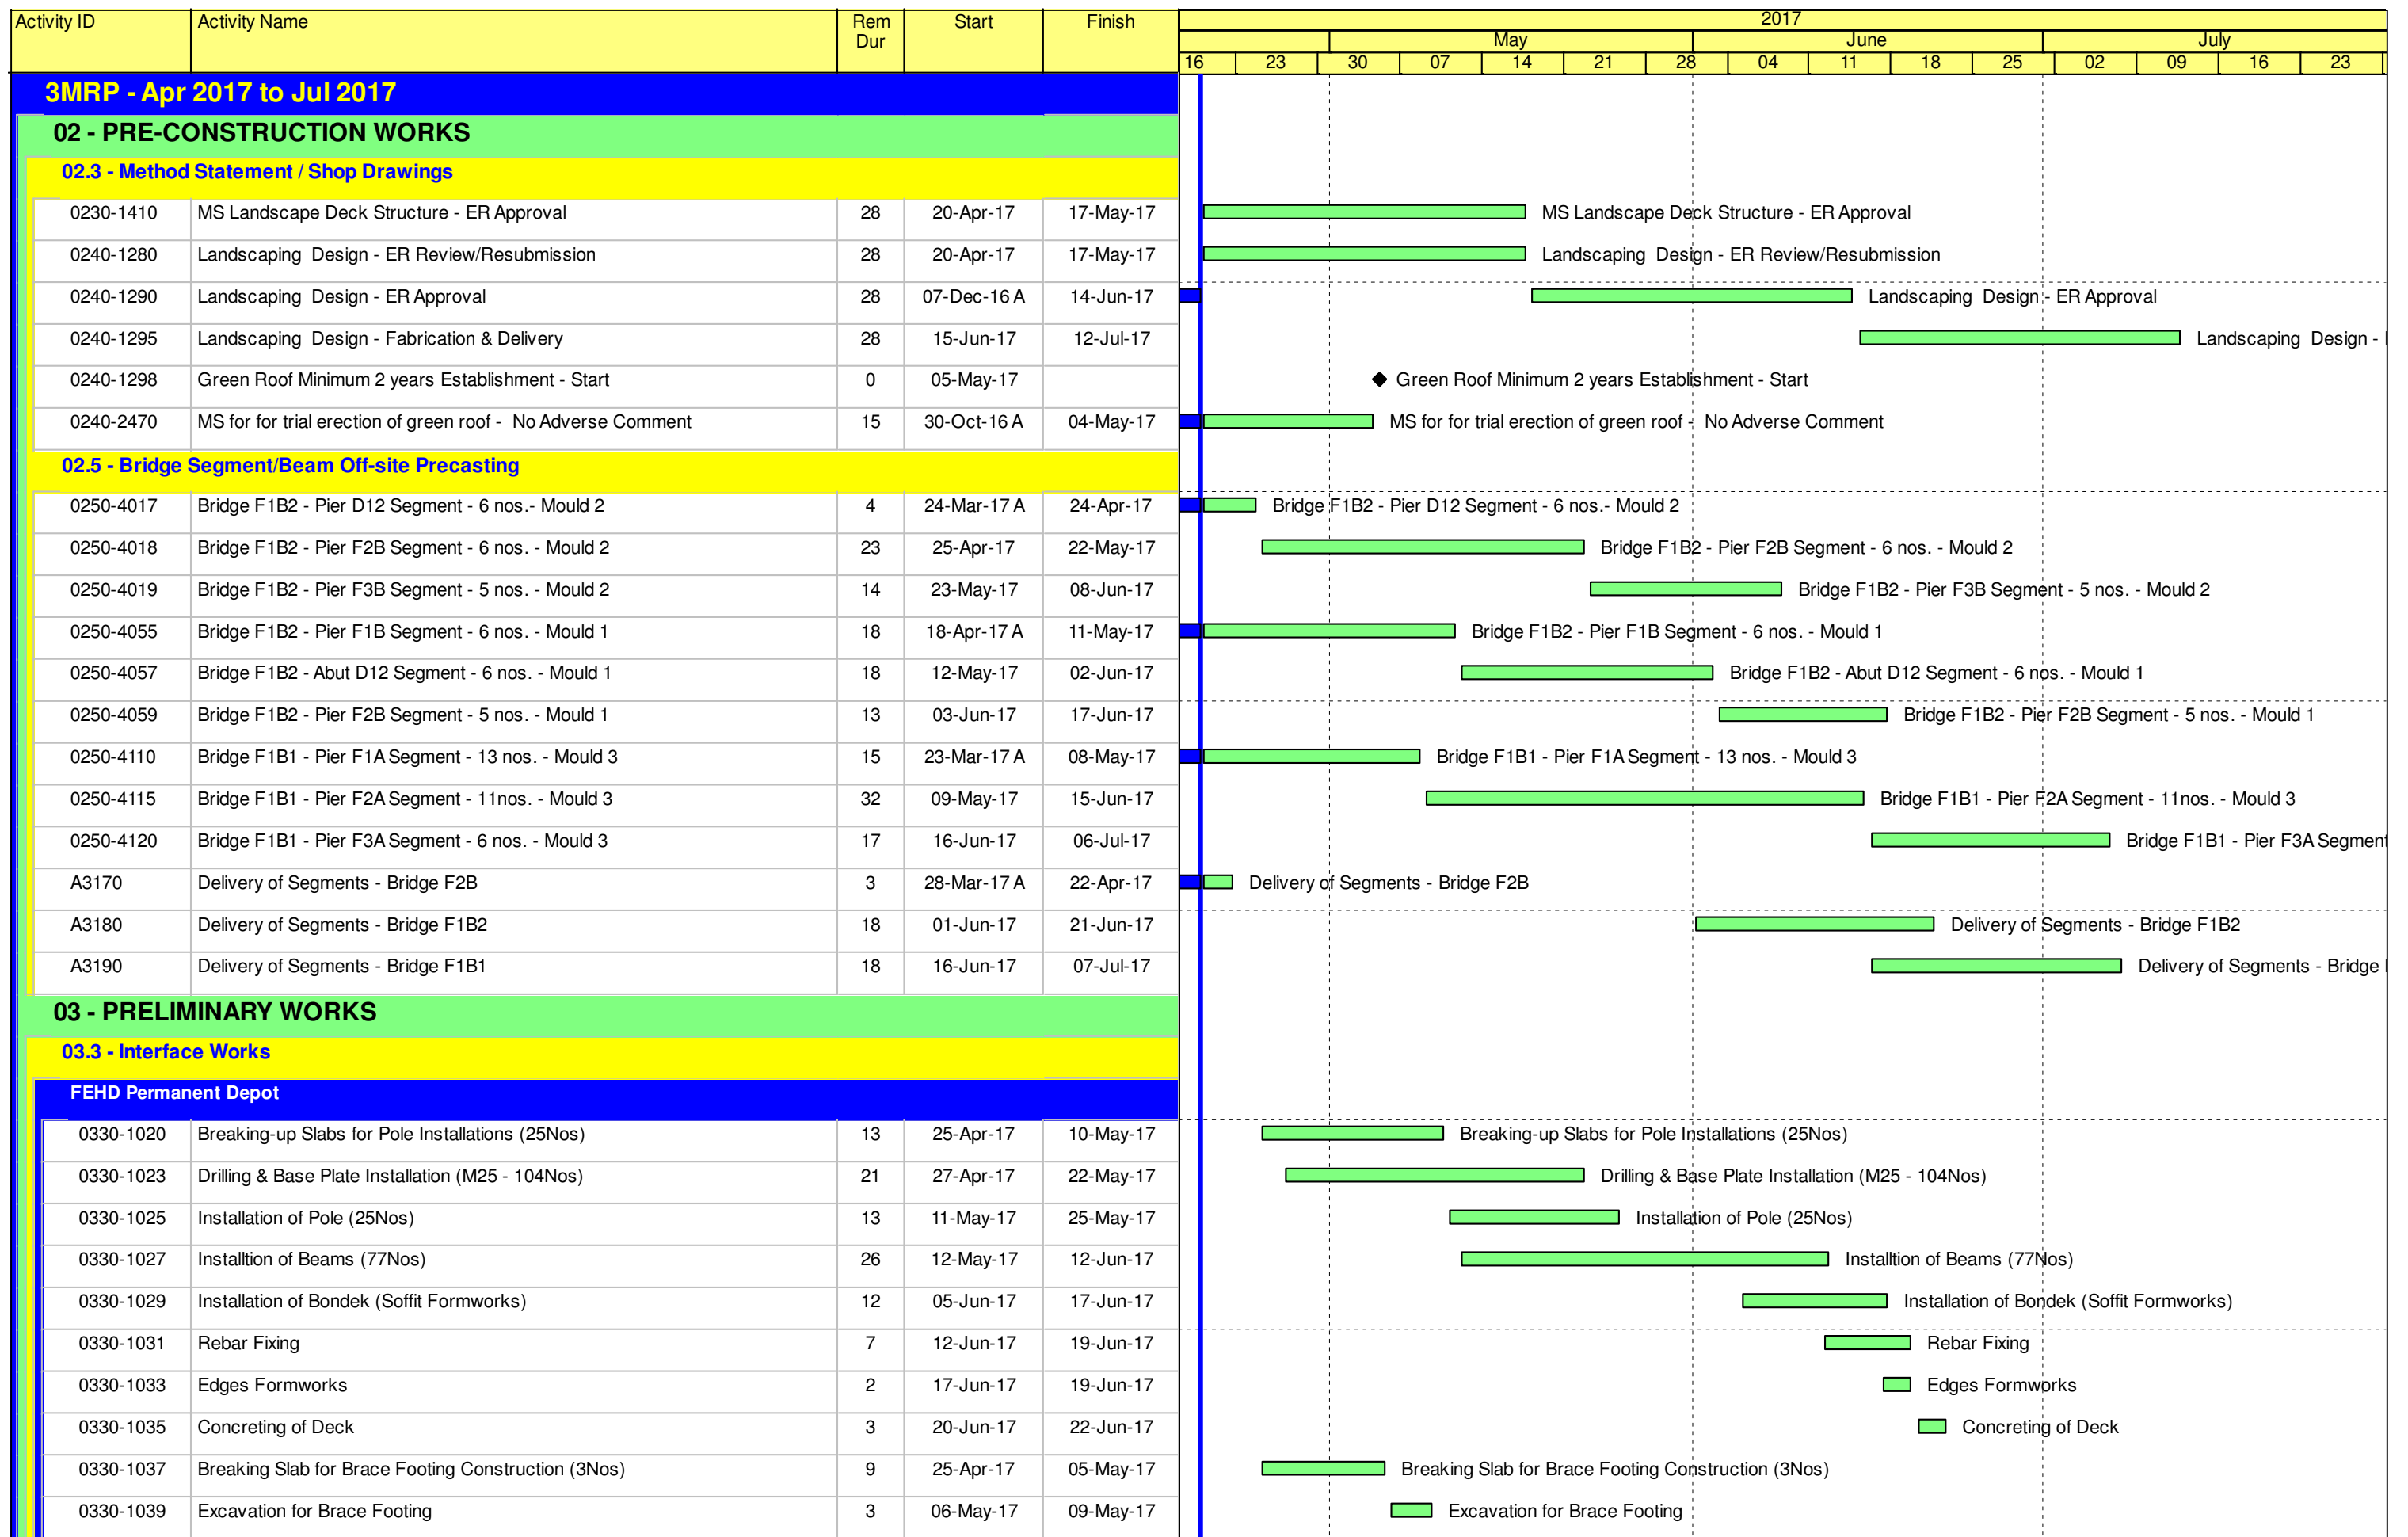 Activity ID Activity Name Rem Dur Start Finish 2017
May June July
16 23 30 07 14 21 28 04 11 18 25 02 09 16 23
3MRP - Apr 2017 to Jul 2017
02 - PRE-CONSTRUCTION WORKS
02.3 - Method Statement / Shop Drawings
0230-1410 MS Landscape Deck Structure - ER Approval 28 20-Apr-17 17-May-17 MS Landscape Deck Structure - ER Approval
0240-1280 Landscaping Design - ER Review/Resubmission 28 20-Apr-17 17-May-17 Landscaping Design - ER Review/Resubmission
0240-1290 Landscaping Design - ER Approval 28 07-Dec-16 A 14-Jun-17 Landscaping Design - ER Approval
0240-1295 Landscaping Design - Fabrication & Delivery 28 15-Jun-17 12-Jul-17 Landscaping Design -
0240-1298 Green Roof Minimum 2 years Establishment - Start 0 05-May-17 Green Roof Minimum 2 years Establishment - Start
0240-2470 MS for for trial erection of green roof - No Adverse Comment 15 30-Oct-16 A 04-May-17 MS for for trial erection of green roof - No Adverse Comment
02.5 - Bridge Segment/Beam Off-site Precasting
0250-4017 Bridge F1B2 - Pier D12 Segment - 6 nos.- Mould 2 4 24-Mar-17 A 24-Apr-17 Bridge F1B2 - Pier D12 Segment - 6 nos.- Mould 2
0250-4018 Bridge F1B2 - Pier F2B Segment - 6 nos. - Mould 2 23 25-Apr-17 22-May-17 Bridge F1B2 - Pier F2B Segment - 6 nos. - Mould 2
0250-4019 Bridge F1B2 - Pier F3B Segment - 5 nos. - Mould 2 14 23-May-17 08-Jun-17 Bridge F1B2 - Pier F3B Segment - 5 nos. - Mould 2
0250-4055 Bridge F1B2 - Pier F1B Segment - 6 nos. - Mould 1 18 18-Apr-17 A 11-May-17 Bridge F1B2 - Pier F1B Segment - 6 nos. - Mould 1
0250-4057 Bridge F1B2 - Abut D12 Segment - 6 nos. - Mould 1 18 12-May-17 02-Jun-17 Bridge F1B2 - Abut D12 Segment - 6 nos. - Mould 1
0250-4059 Bridge F1B2 - Pier F2B Segment - 5 nos. - Mould 1 13 03-Jun-17 17-Jun-17 Bridge F1B2 - Pier F2B Segment - 5 nos. - Mould 1
0250-4110 Bridge F1B1 - Pier F1A Segment - 13 nos. - Mould 3 15 23-Mar-17 A 08-May-17 Bridge F1B1 - Pier F1A Segment - 13 nos. - Mould 3
0250-4115 Bridge F1B1 - Pier F2A Segment - 11nos. - Mould 3 32 09-May-17 15-Jun-17 Bridge F1B1 - Pier F2A Segment - 11nos. - Mould 3
0250-4120 Bridge F1B1 - Pier F3A Segment - 6 nos. - Mould 3 17 16-Jun-17 06-Jul-17 Bridge F1B1 - Pier F3A Segment
A3170 Delivery of Segments - Bridge F2B 3 28-Mar-17 A 22-Apr-17 Delivery of Segments - Bridge F2B
A3180 Delivery of Segments - Bridge F1B2 18 01-Jun-17 21-Jun-17 Delivery of Segments - Bridge F1B2
A3190 Delivery of Segments - Bridge F1B1 18 16-Jun-17 07-Jul-17 Delivery of Segments - Bridge
03 - PRELIMINARY WORKS
03.3 - Interface Works
FEHD Permanent Depot
0330-1020 Breaking-up Slabs for Pole Installations (25Nos) 13 25-Apr-17 10-May-17 Breaking-up Slabs for Pole Installations (25Nos)
0330-1023 Drilling & Base Plate Installation (M25 - 104Nos) 21 27-Apr-17 22-May-17 Drilling & Base Plate Installation (M25 - 104Nos)
0330-1025 Installation of Pole (25Nos) 13 11-May-17 25-May-17 Installation of Pole (25Nos)
0330-1027 Installtion of Beams (77Nos) 26 12-May-17 12-Jun-17 Installtion of Beams (77Nos)
0330-1029 Installation of Bondek (Soffit Formworks) 12 05-Jun-17 17-Jun-17 Installation of Bondek (Soffit Formworks)
0330-1031 Rebar Fixing 7 12-Jun-17 19-Jun-17 Rebar Fixing
0330-1033 Edges Formworks 2 17-Jun-17 19-Jun-17 Edges Formworks
0330-1035 Concreting of Deck 3 20-Jun-17 22-Jun-17 Concreting of Deck
0330-1037 Breaking Slab for Brace Footing Construction (3Nos) 9 25-Apr-17 05-May-17 Breaking Slab for Brace Footing Construction (3Nos)
0330-1039 Excavation for Brace Footing 3 06-May-17 09-May-17 Excavation for Brace Footing